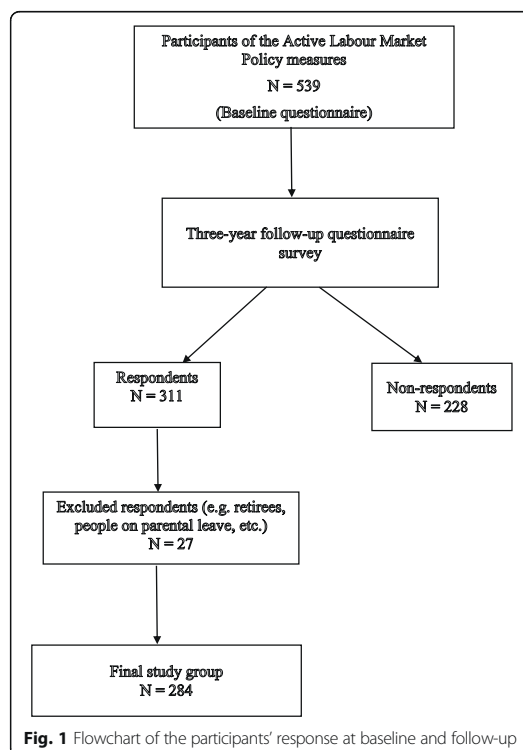 Participants of the Active Labour Market
Policy measures
N = 539
(Baseline questionnaire)
Three-year follow-up questionnaire
survey
Respondents
N = 311
Non-respondents
N = 228
Excluded respondents (e.g. retirees,
people on parental leave, etc.)
N = 27
Final study group
N = 284
Fig. 1 Flowchart of the participants' response at baseline and follow-up